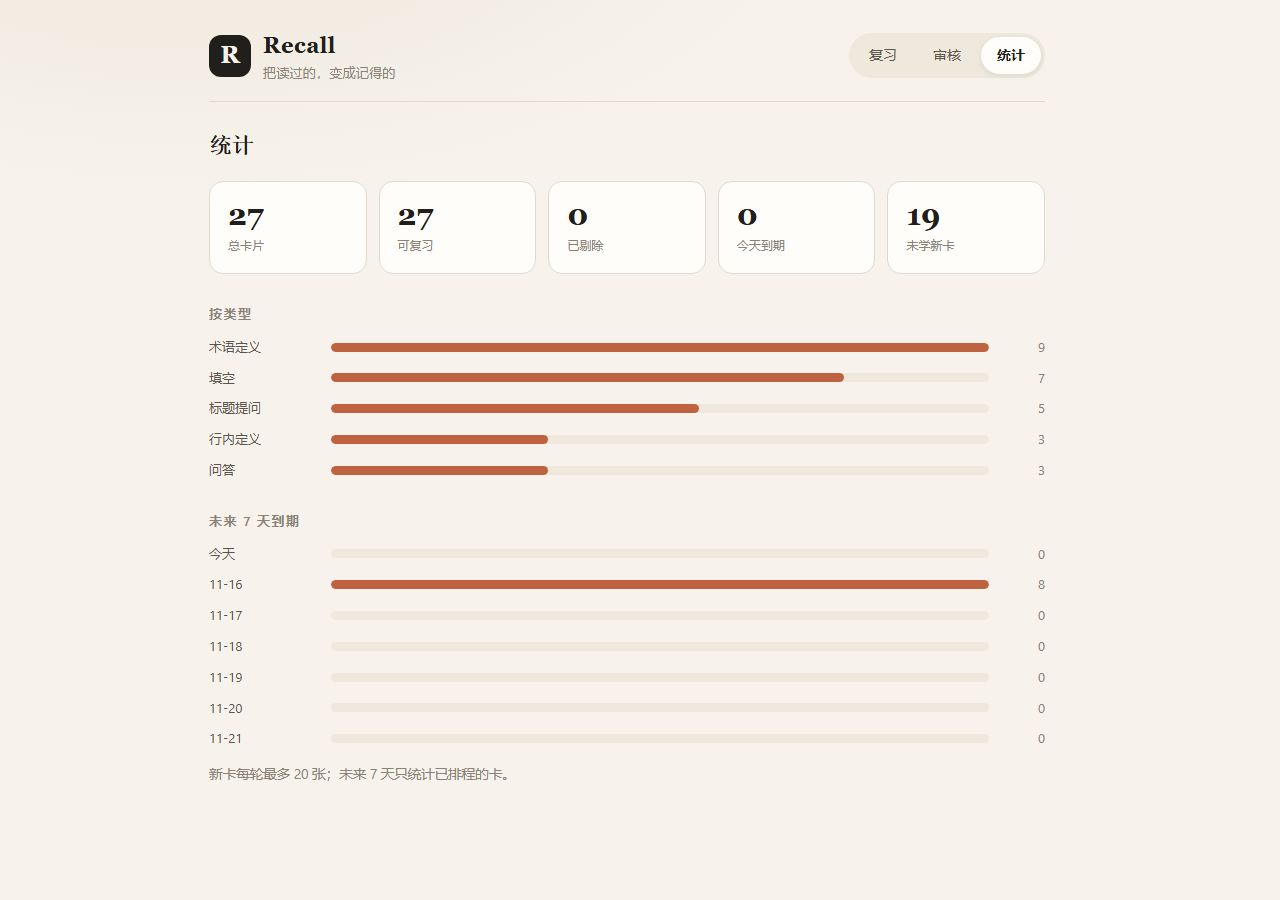 R
Recall
把读过的，变成记得的
复习 审核 统计
统计
27 27 0 0 19
总卡片 可复习 已剔除 今天到期 未学新卡
按类型
术语定义 9
填空 7
标题提问 5
行内定义 3
问答 3
未来 7 天到期
今天 0
11-16 8
11-17 0
11-18 0
11-19 0
11-20 0
11-21 0
新卡每轮最多 20 张；未来 7 天只统计已排程的卡。